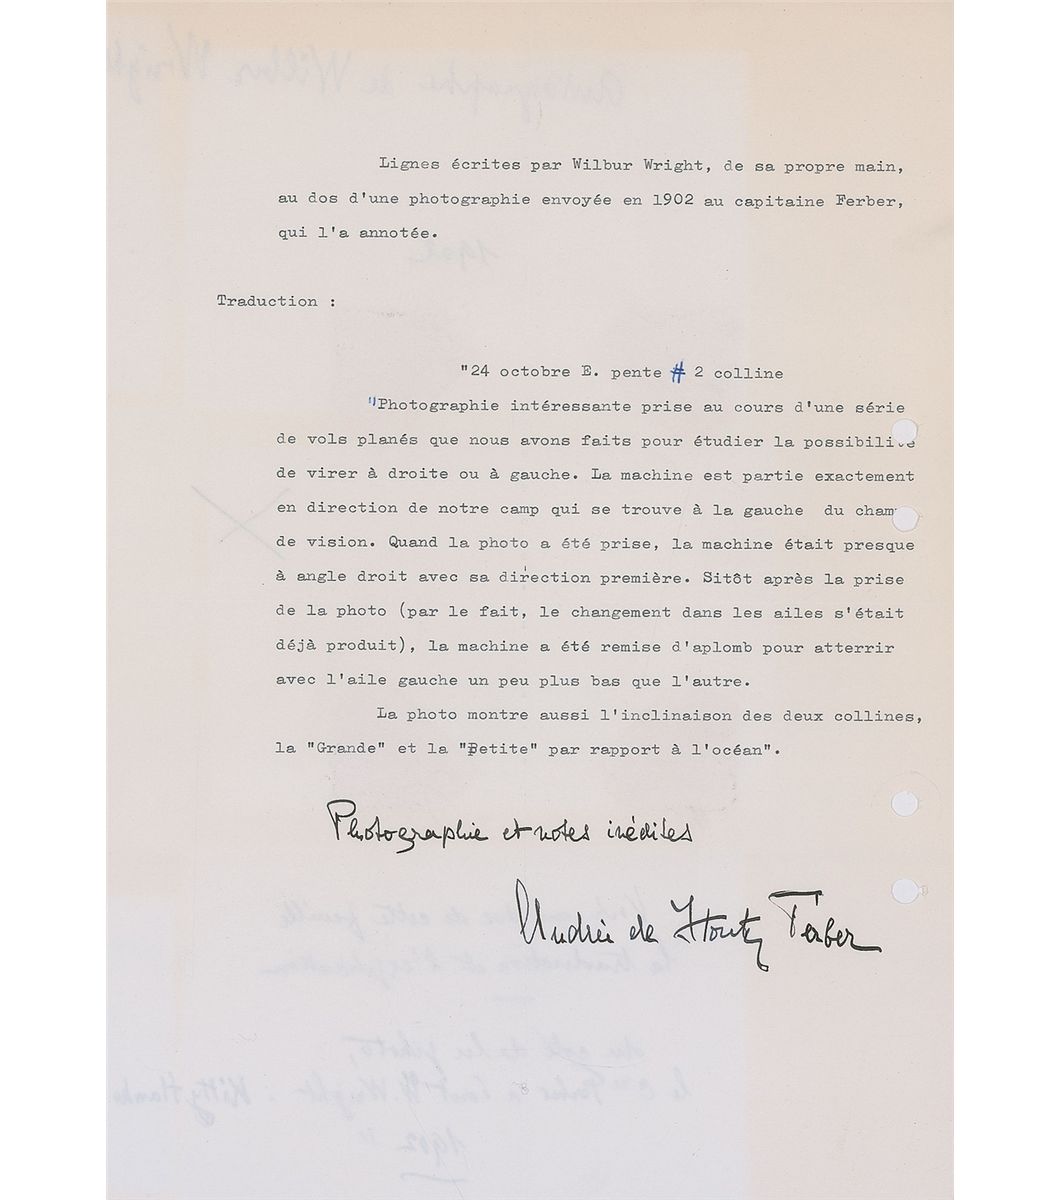 Lignes écrites par Wilbur Wright, de sa propre main,
au dos d'une photographie envoyée en 1902 au capitaine Ferber,
qui l'a annotée.
Traduction :
"24 octobre E. pente # 2 colline
"Photographie intéressante prise au cours d'une série
de vols planés que nous avons faits pour étudier la possibilité
de virer à droite ou à gauche. La machine est partie exactement
en direction de notre camp qui se trouve à la gauche du champ
de vision. Quand la photo a été prise, la machine était presque
à angle droit avec sa direction première. Sitôt après la prise
de la photo (par le fait, le changement dans les ailes s'était
déjà produit), la machine a été remise d'aplomb pour atterrir
avec l'aile gauche un peu plus bas que l'autre.
La photo montre aussi l'inclinaison des deux collines,
la "Grande" et la "Petite" par rapport à l'océan".
Photographie et notes inédites
de Ferber